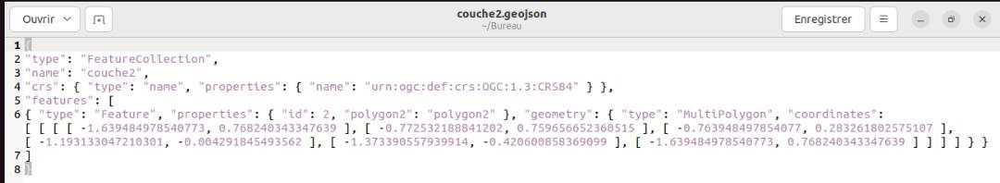 Ouvrir
couche2.geojson
~/Bureau
Enregistrer
1 {
2 "type": "FeatureCollection",
3 "name": "couche2",
4 "crs": { "type": "name", "properties": { "name": "urn:ogc:def:crs:OGC:1.3:CRS84" } },
5 "features": [
6 { "type": "Feature", "properties": { "id": 2, "polygon2": "polygon2" }, "geometry": { "type": "MultiPolygon", "coordinates":
[ [ [ [ -1.639484978540773, 0.768240343347639 ], [ -0.772532188841202, 0.759656652360515 ], [ -0.763948497854077, 0.283261802575107 ],
[ -1.193133047210301, -0.004291845493562 ], [ -1.373390557939914, -0.420600858369099 ], [ -1.639484978540773, 0.768240343347639 ] ] ] ] } }
7 ]
8 }